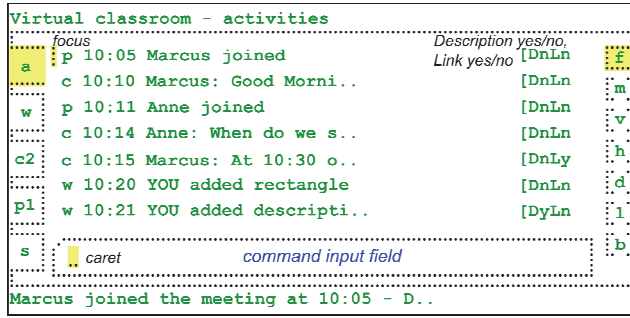 Virtual classroom - activities
focus
Description yes/no,
Link yes/no
a
p 10:05 Marcus joined [DnLn
f
c 10:10 Marcus: Good Morni.. [DnLn
m
w
p 10:11 Anne joined [DnLn
v
c 10:14 Anne: When do we s.. [DnLn
c2
c 10:15 Marcus: At 10:30 o.. [DnLy
h
w 10:20 YOU added rectangle [DnLn
d
p1
w 10:21 YOU added descripti.. [DyLn
l
s
.. caret command input field
b
Marcus joined the meeting at 10:05 - D..